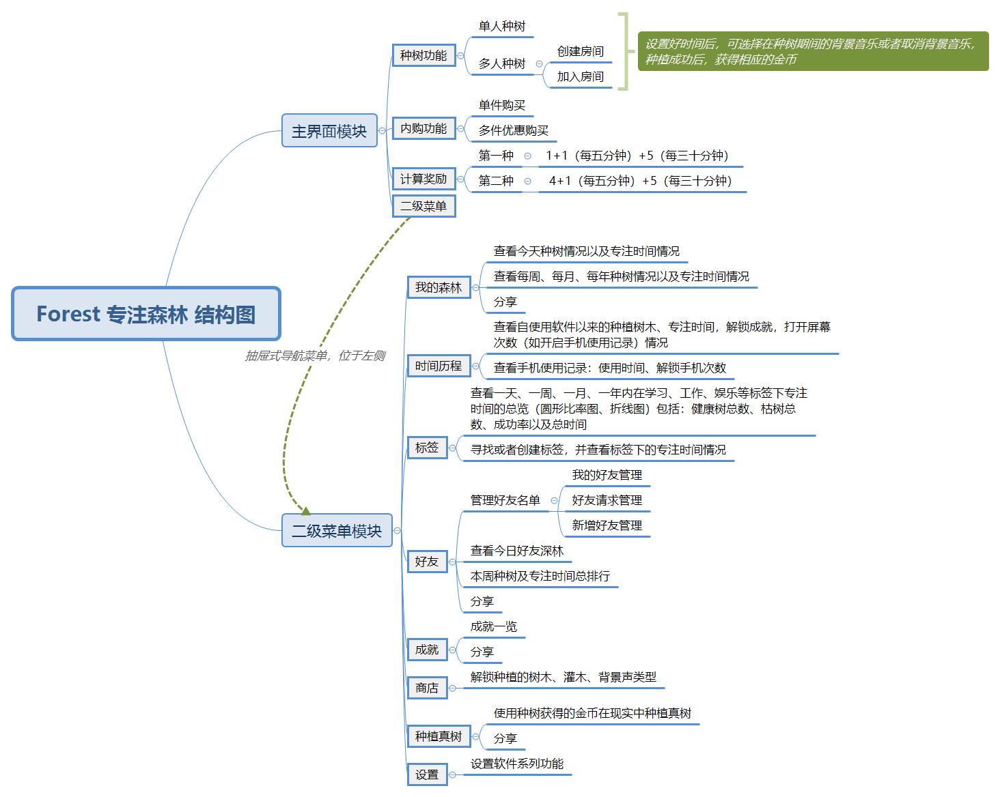 单人种树
种树功能
多人种树
创建房间
加入房间
设置好时间后，可选择在种树期间的背景音乐或者取消背景音乐，
种植成功后，获得相应的金币
主界面模块
内购功能
单件购买
多件优惠购买
计算奖励
第一种
1+1（每五分钟）+5（每三十分钟）
第二种
4+1（每五分钟）+5（每三十分钟）
二级菜单
Forest 专注森林 结构图
抽屉式导航菜单，位于左侧
二级菜单模块
我的森林
查看今天种树情况以及专注时间情况
查看每周、每月、每年种树情况以及专注时间情况
分享
时间历程
查看自使用软件以来的种植树木、专注时间，解锁成就，打开屏幕
次数（如开启手机使用记录）情况
查看手机使用记录：使用时间、解锁手机次数
标签
查看一天、一周、一月、一年内在学习、工作、娱乐等标签下专注
时间的总览（圆形比率图、折线图）包括：健康树总数、枯树总
数、成功率以及总时间
寻找或者创建标签，并查看标签下的专注时间情况
好友
管理好友名单
我的好友管理
好友请求管理
新增好友管理
查看今日好友深林
本周种树及专注时间总排行
分享
成就
成就一览
分享
商店
解锁种植的树木、灌木、背景声类型
种植真树
使用种树获得的金币在现实中种植真树
分享
设置
设置软件系列功能